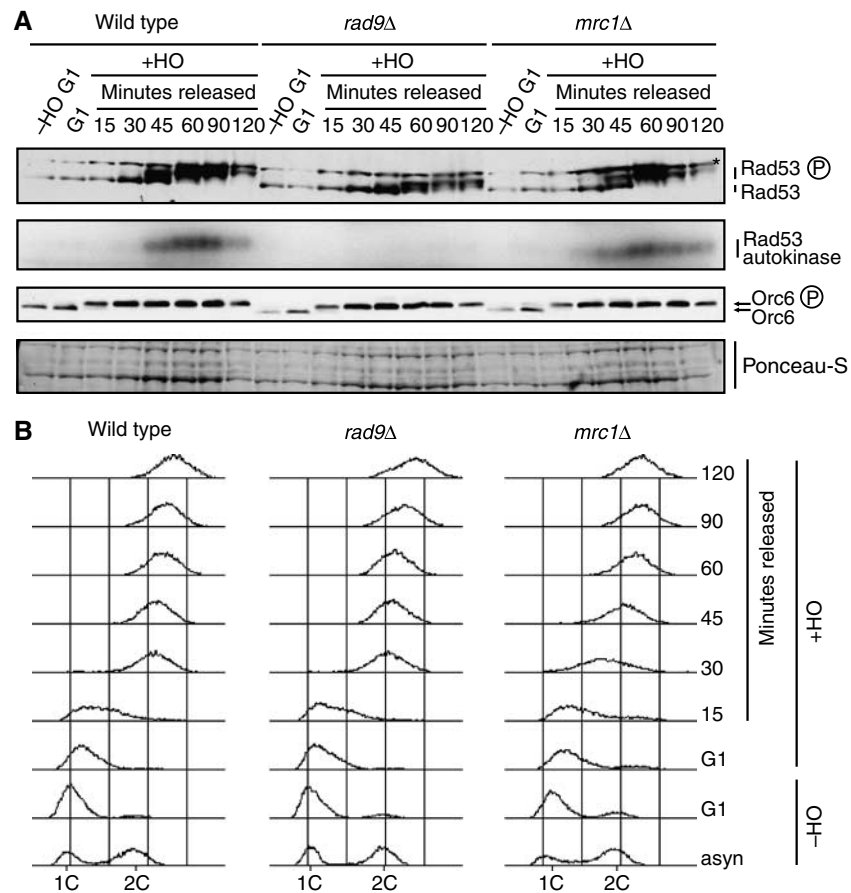 A
Wild type rad9Δ mrc1Δ
+HO +HO +HO
–HO G1 G1 Minutes released –HO G1 G1 Minutes released –HO G1 G1 Minutes released
15 30 45 60 90 120 15 30 45 60 90 120 15 30 45 60 90 120
* Rad53 Ⓟ
Rad53
Rad53
autokinase
Orc6 Ⓟ
Orc6
Ponceau-S
B
Wild type rad9Δ mrc1Δ
120
90
60
45
30
15
Minutes released
G1
+HO
G1
asyn
–HO
1C 2C 1C 2C 1C 2C